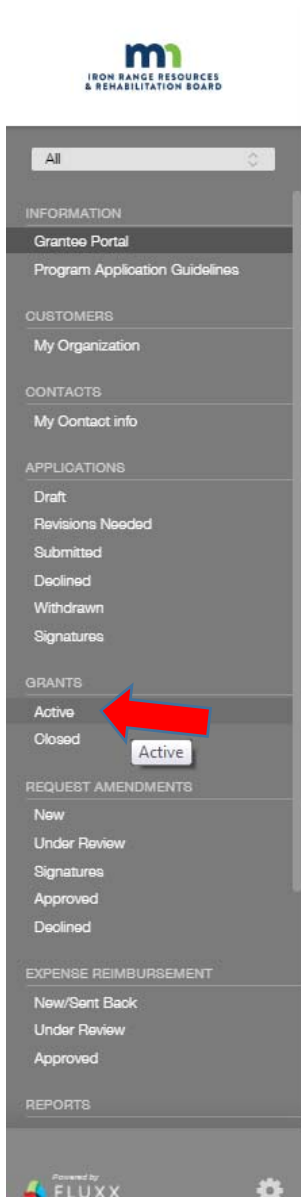 IRON RANGE RESOURCES
& REHABILITATION BOARD
All
INFORMATION
Grantee Portal
Program Application Guidelines
CUSTOMERS
My Organization
CONTACTS
My Contact info
APPLICATIONS
Draft
Revisions Needed
Submitted
Declined
Withdrawn
Signatures
GRANTS
Active
Closed
Active
REQUEST AMENDMENTS
New
Under Review
Signatures
Approved
Declined
EXPENSE REIMBURSEMENT
New/Sent Back
Under Review
Approved
REPORTS
Powered by
FLUXX